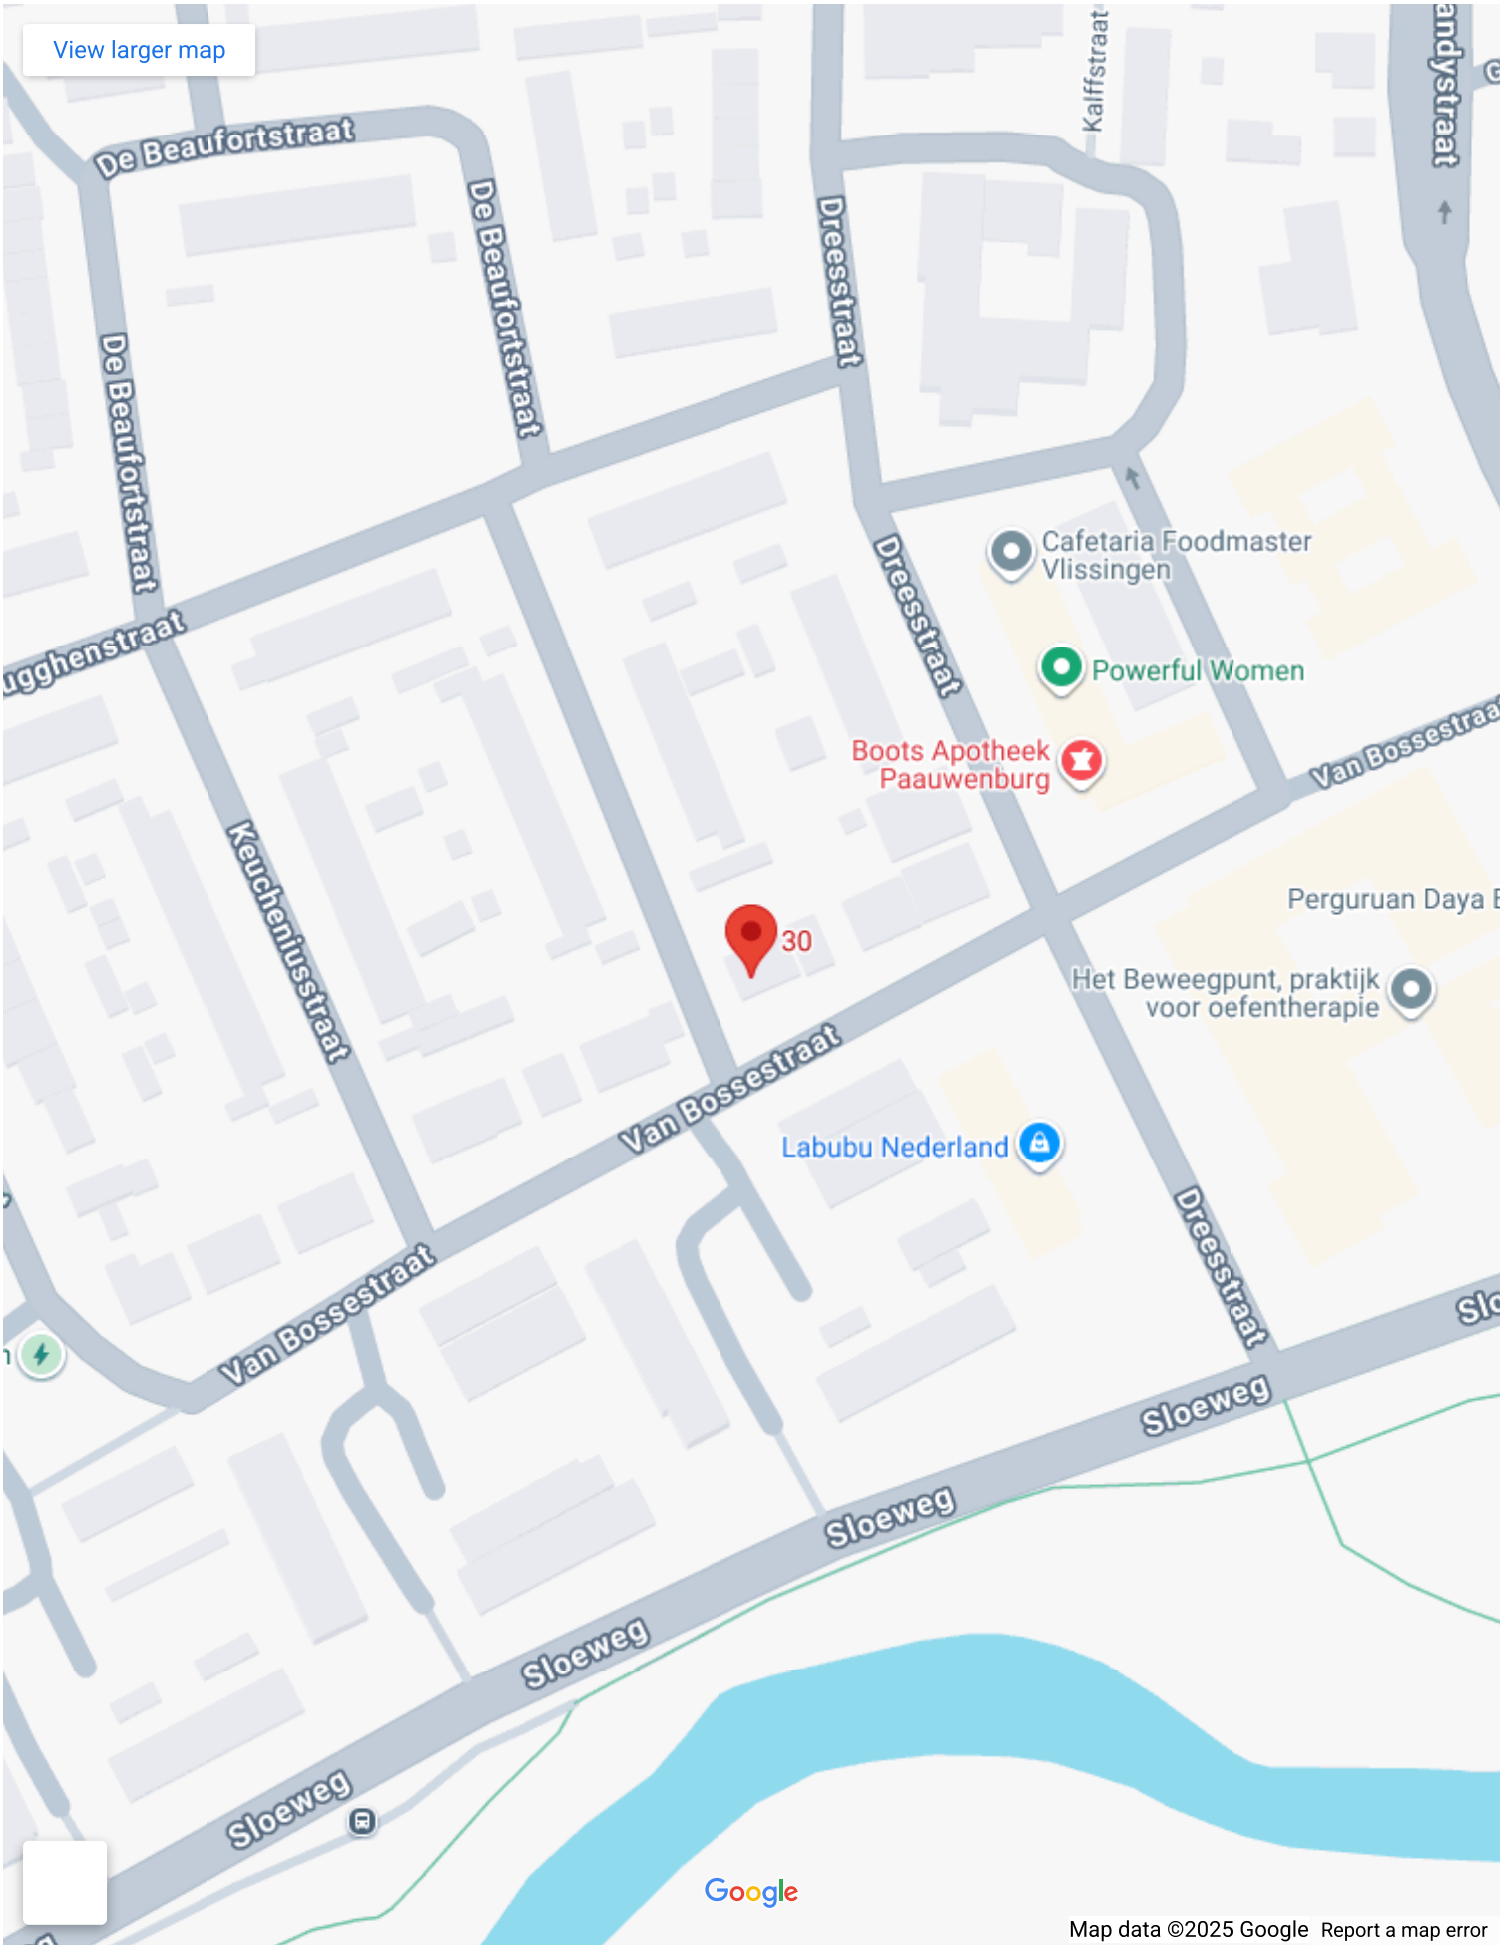 View larger map
De Beaufortstraat
Kalffstraat
andystraat
G
De Beaufortstraat
Dreesstraat
De Beaufortstraat
Cafetaria Foodmaster
Vlissingen
Dreesstraat
ugghenstraat
Powerful Women
Boots Apotheek
Paauwenburg
Van Bossestraat
Keucheniusstraat
Perguruan Daya B
30
Het Beweegpunt, praktijk
voor oefentherapie
Van Bossestraat
Labubu Nederland
Dreesstraat
Van Bossestraat
Slo
n
Sloeweg
Sloeweg
Sloeweg
Sloeweg
Google
Map data ©2025 Google
Report a map error